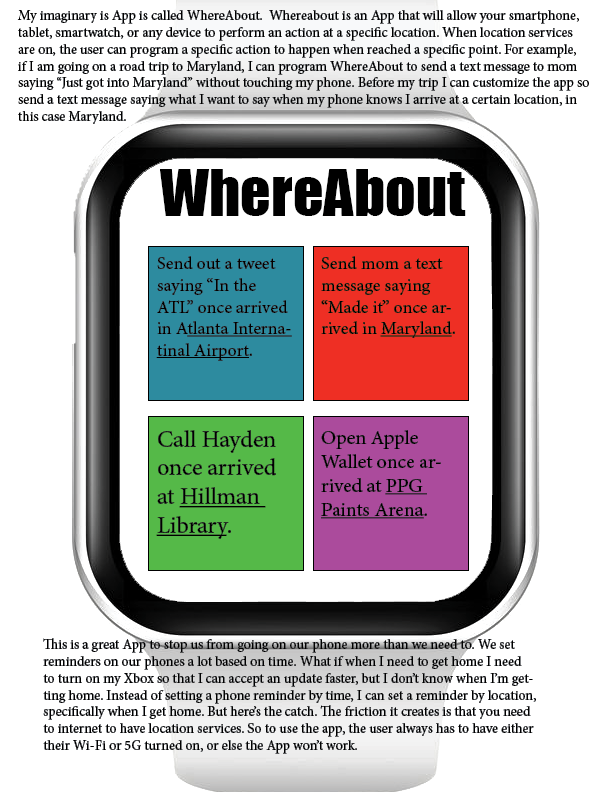 My imaginary is App is called WhereAbout.  Whereabout is an App that will allow your smartphone,
tablet, smartwatch, or any device to perform an action at a specific location. When location services
are on, the user can program a specific action to happen when reached a specific point. For example,
if I am going on a road trip to Maryland, I can program WhereAbout to send a text message to mom
saying “Just got into Maryland” without touching my phone. Before my trip I can customize the app so
send a text message saying what I want to say when my phone knows I arrive at a certain location, in
this case Maryland.
WhereAbout
Send out a tweet
saying “In the
ATL” once arrived
in Atlanta Interna-
tinal Airport.
Send mom a text
message saying
“Made it” once ar-
rived in Maryland.
Call Hayden
once arrived
at Hillman
Library.
Open Apple
Wallet once ar-
rived at PPG
Paints Arena.
This is a great App to stop us from going on our phone more than we need to. We set
reminders on our phones a lot based on time. What if when I need to get home I need
to turn on my Xbox so that I can accept an update faster, but I don’t know when I’m get-
ting home. Instead of setting a phone reminder by time, I can set a reminder by location,
specifically when I get home. But here’s the catch. The friction it creates is that you need
to internet to have location services. So to use the app, the user always has to have either
their Wi-Fi or 5G turned on, or else the App won’t work.